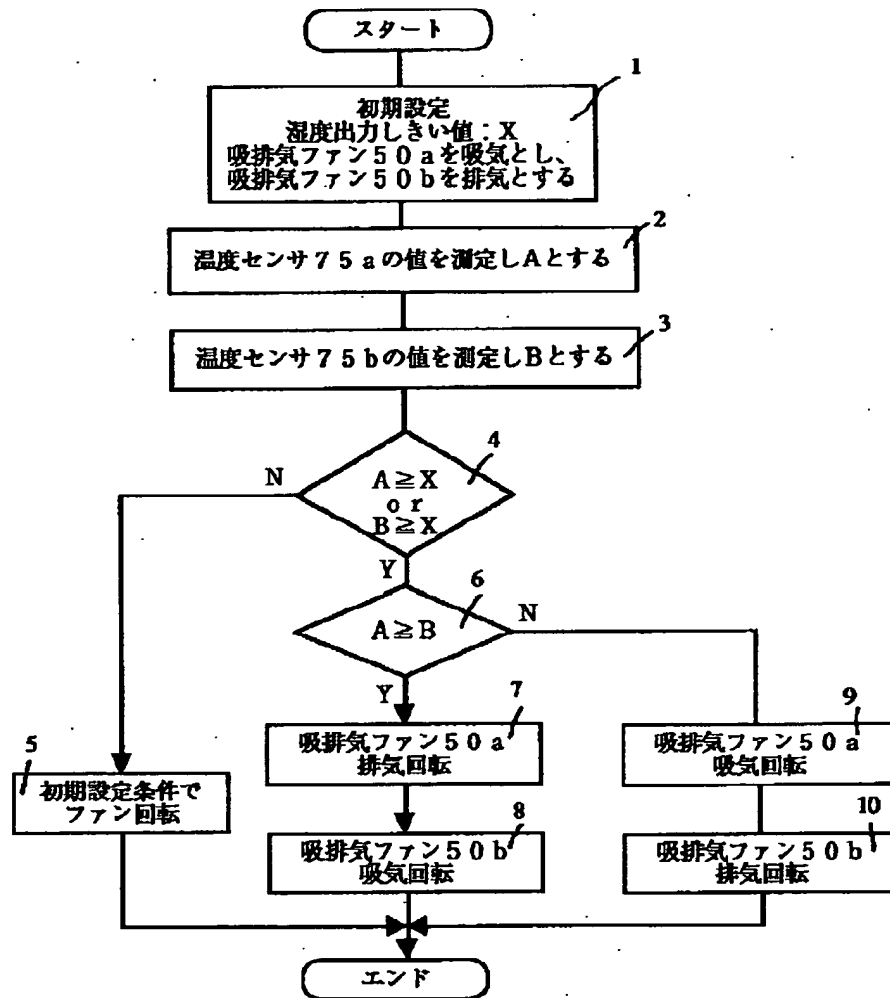 スタート
1
初期設定
湿度出力しきい値：X
吸排気ファン50aを吸気とし、
吸排気ファン50bを排気とする
2
温度センサ75aの値を測定しAとする
3
温度センサ75bの値を測定しBとする
4
N
A≧X
or
B≧X
Y
6
N
A≧B
Y
7
吸排気ファン50a
排気回転
9
吸排気ファン50a
吸気回転
5
初期設定条件で
ファン回転
8
吸排気ファン50b
吸気回転
10
吸排気ファン50b
排気回転
エンド